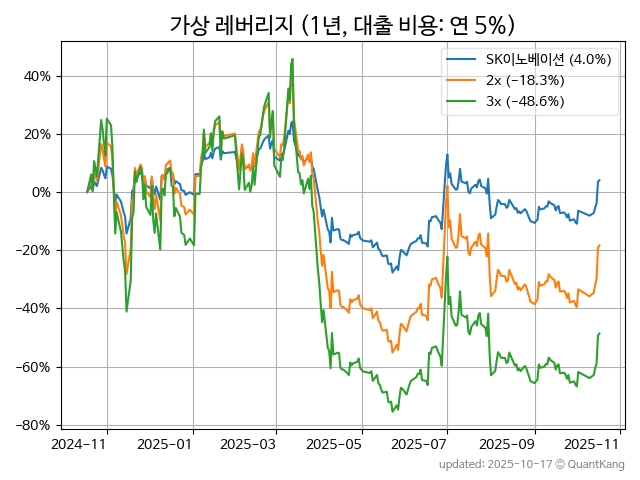 가상 레버리지 (1년, 대출 비용: 연 5%)
SK이노베이션 (4.0%)
2x (−18.3%)
3x (−48.6%)
40%
20%
0%
−20%
−40%
−60%
−80%
2024-11 2025-01 2025-03 2025-05 2025-07 2025-09 2025-11
updated: 2025-10-17 © QuantKang